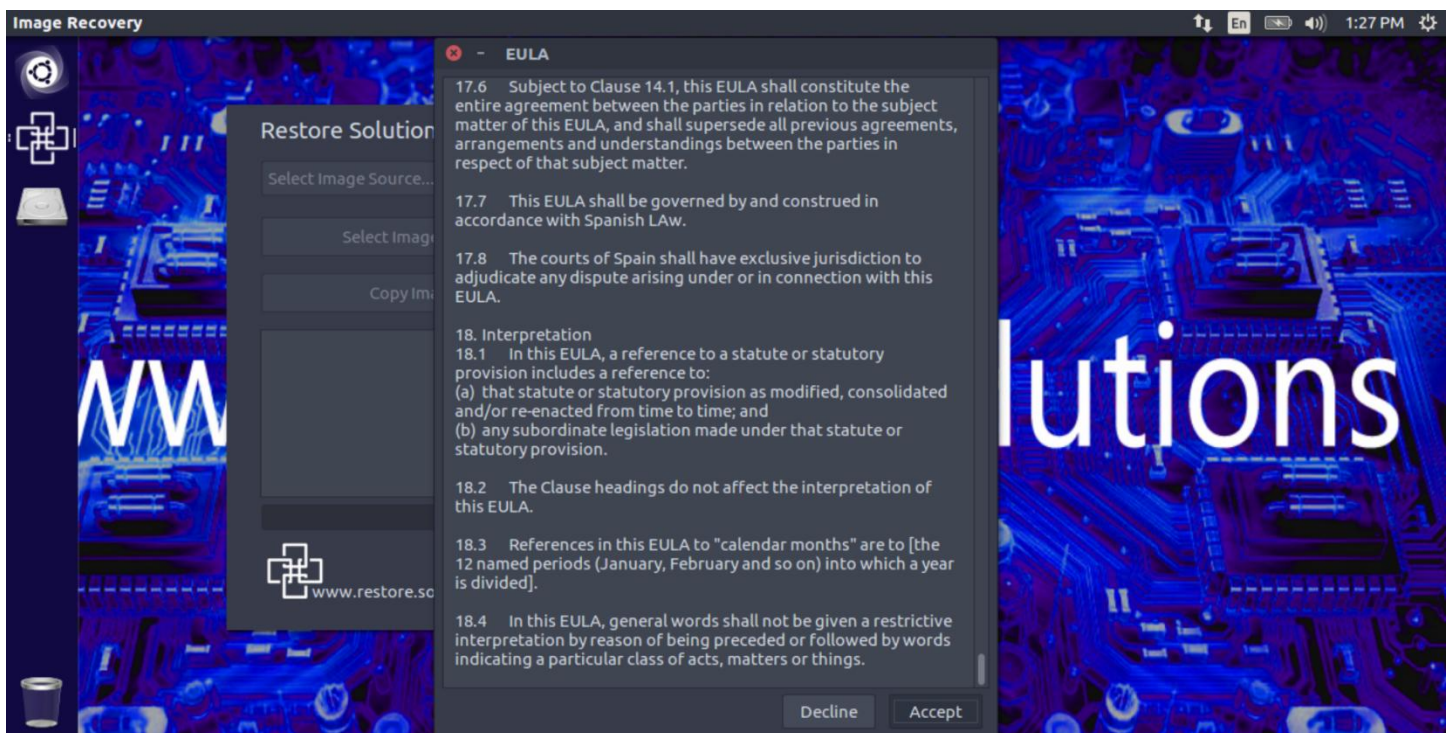 Image Recovery
En
1:27 PM
EULA
17.6 Subject to Clause 14.1, this EULA shall constitute the
entire agreement between the parties in relation to the subject
matter of this EULA, and shall supersede all previous agreements,
arrangements and understandings between the parties in
respect of that subject matter.
17.7 This EULA shall be governed by and construed in
accordance with Spanish LAw.
17.8 The courts of Spain shall have exclusive jurisdiction to
adjudicate any dispute arising under or in connection with this
EULA.
18. Interpretation
18.1 In this EULA, a reference to a statute or statutory
provision includes a reference to:
(a) that statute or statutory provision as modified, consolidated
and/or re-enacted from time to time; and
(b) any subordinate legislation made under that statute or
statutory provision.
18.2 The Clause headings do not affect the interpretation of
this EULA.
18.3 References in this EULA to "calendar months" are to [the
12 named periods (January, February and so on) into which a year
is divided].
18.4 In this EULA, general words shall not be given a restrictive
interpretation by reason of being preceded or followed by words
indicating a particular class of acts, matters or things.
Decline
Accept
Restore Solution
Select Image Source...
Select Image
Copy Ima
www.restore.so
ww
lutions